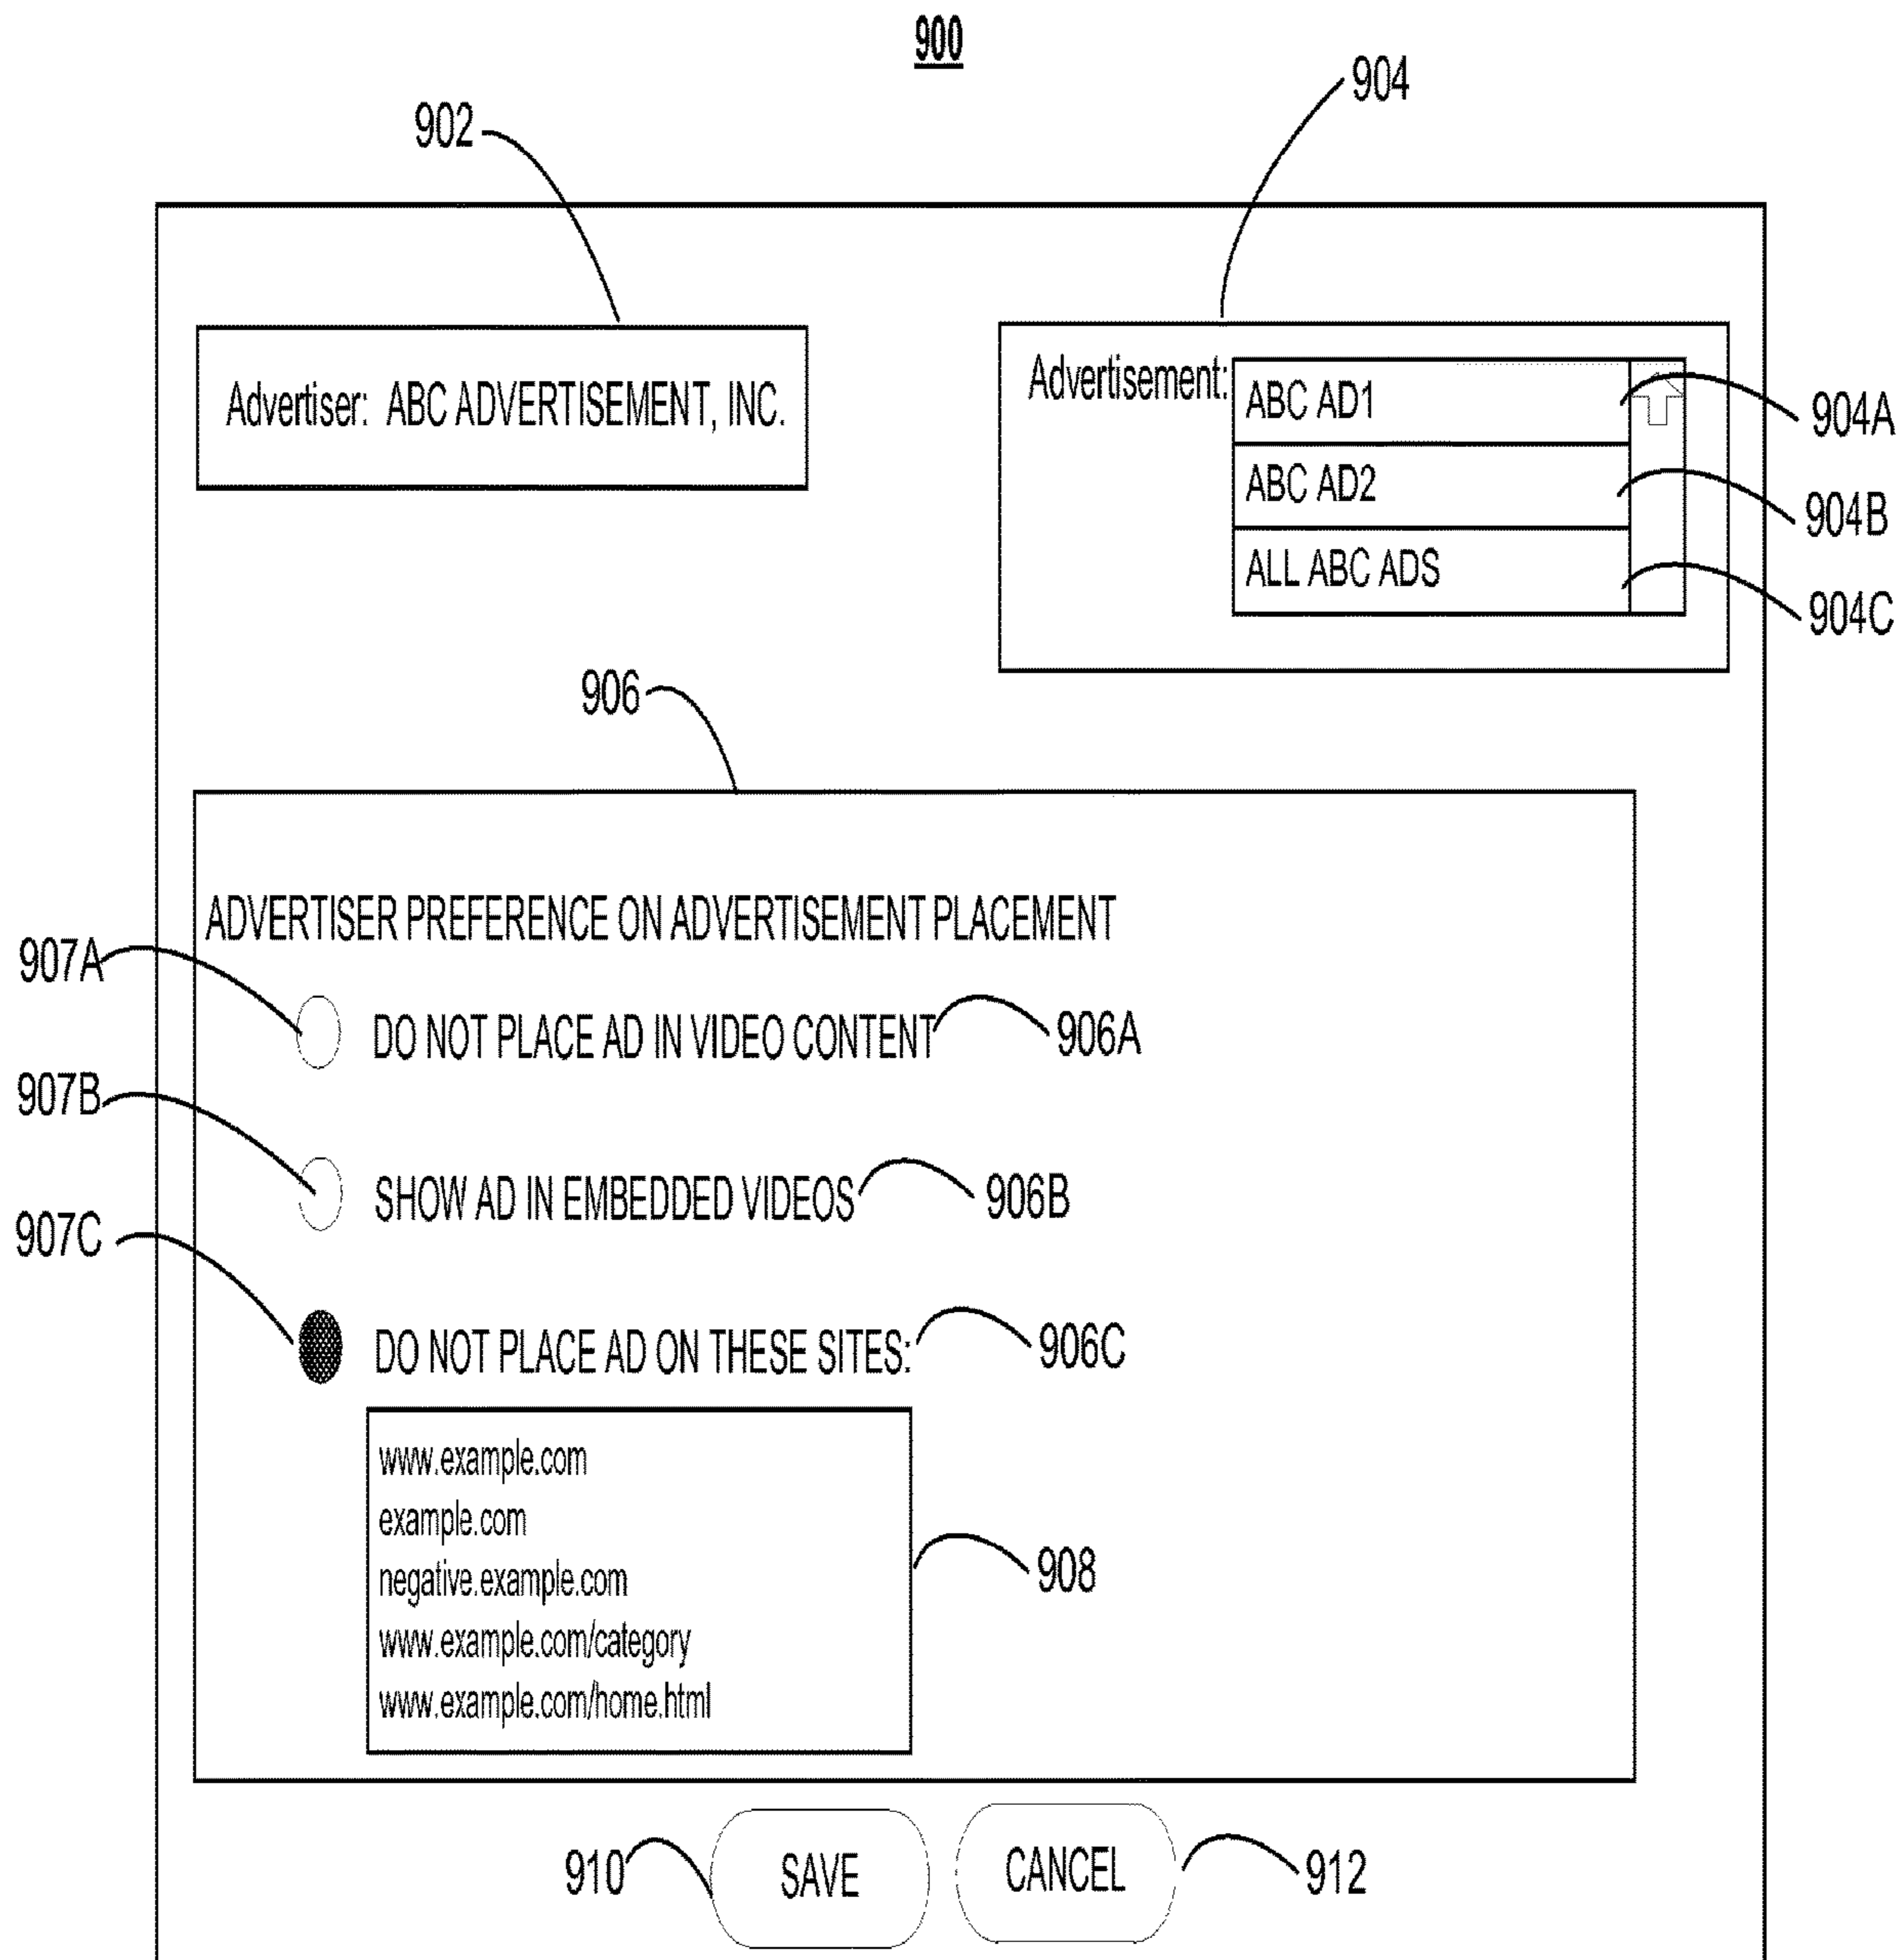 900
902
904
Advertiser: ABC ADVERTISEMENT, INC.
Advertisement:
ABC AD1
904A
ABC AD2
904B
ALL ABC ADS
904C
906
ADVERTISER PREFERENCE ON ADVERTISEMENT PLACEMENT
907A
DO NOT PLACE AD IN VIDEO CONTENT
906A
907B
SHOW AD IN EMBEDDED VIDEOS
906B
907C
DO NOT PLACE AD ON THESE SITES:
906C
www.example.com
example.com
negative.example.com
www.example.com/category
www.example.com/home.html
908
910
SAVE
CANCEL
912